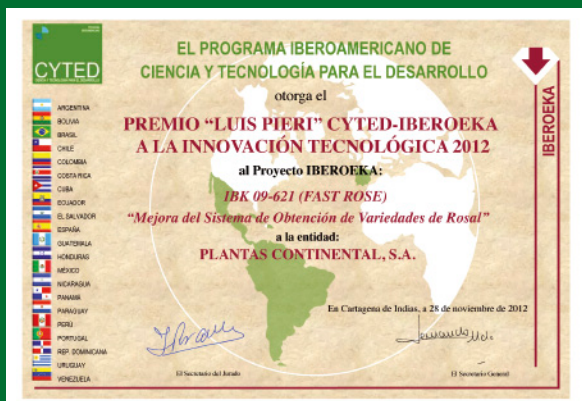 CYTED
EL PROGRAMA IBEROAMERICANO DE
CIENCIA Y TECNOLOGÍA PARA EL DESARROLLO
otorga el
PREMIO “LUIS PIERI” CYTED-IBEROEKA
A LA INNOVACIÓN TECNOLÓGICA 2012
al Proyecto IBEROEKA:
IBK 09-621 (FAST ROSE)
“Mejora del Sistema de Obtención de Variedades de Rosal”
a la entidad:
PLANTAS CONTINENTAL, S.A.
En Cartagena de Indias, a 28 de noviembre de 2012
El Secretario del Jurado
El Secretario General
IBEROEKA
ARGENTINA
BOLIVIA
BRASIL
CHILE
COLOMBIA
COSTA RICA
CUBA
ECUADOR
EL SALVADOR
ESPAÑA
GUATEMALA
HONDURAS
MÉXICO
NICARAGUA
PANAMÁ
PARAGUAY
PERÚ
PORTUGAL
REP. DOMINICANA
URUGUAY
VENEZUELA